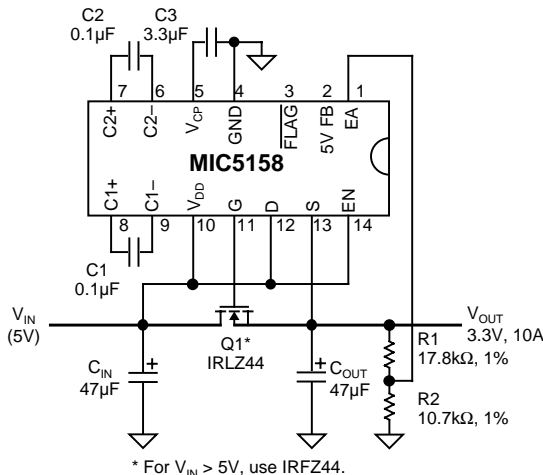 C2
0.1µF
C3
3.3µF
7 6 5 4 3 2 1
C2+
C2–
VCP
GND
FLAG
5V FB
EA
MIC5158
C1+
C1–
VDD
G
D
S
EN
8 9 10 11 12 13 14
C1
0.1µF
VIN
(5V)
VOUT
3.3V, 10A
Q1*
IRLZ44
R1
17.8kΩ, 1%
CIN
47µF
COUT
47µF
R2
10.7kΩ, 1%
+ +
* For VIN > 5V, use IRFZ44.